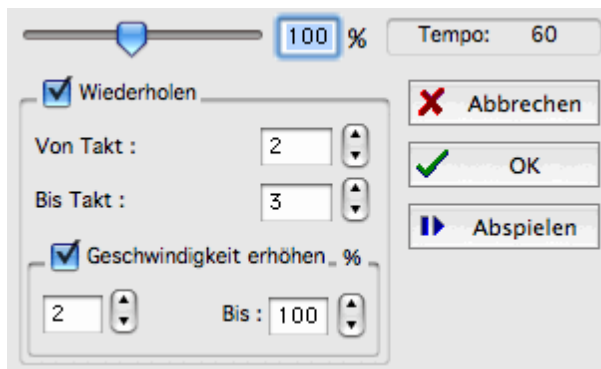 100 % Tempo: 60
Wiederholen
Abbrechen
Von Takt : 2
OK
Bis Takt : 3
Abspielen
Geschwindigkeit erhöhen %
2 Bis : 100